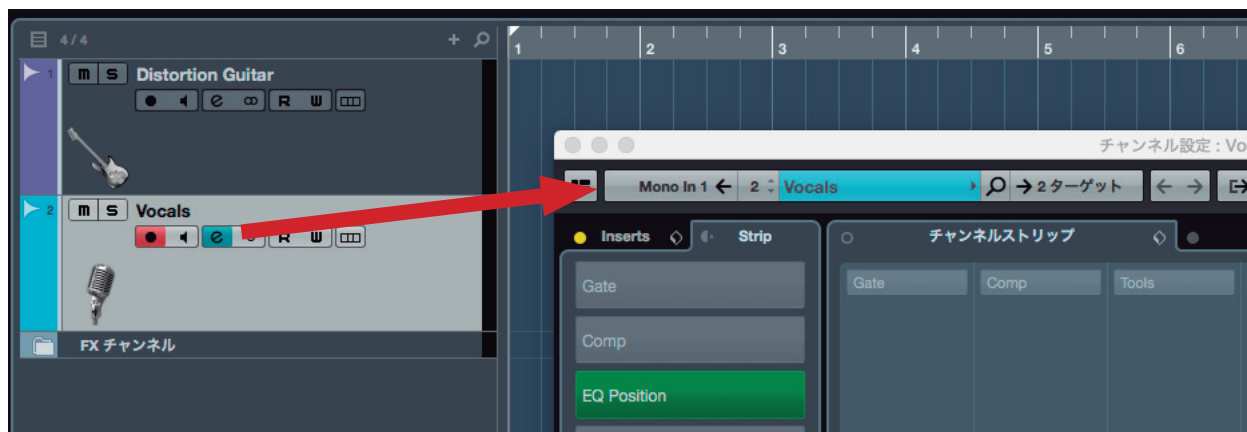 4/4
1 2 3 4 5 6
1 m S Distortion Guitar
e R W
2 m S Vocals
e R W
FX チャンネル
チャンネル設定 : Vo
Mono In 1 ← 2 Vocals → 2 ターゲット ← →
Inserts Strip チャンネルストリップ
Gate Gate Comp Tools
Comp
EQ Position